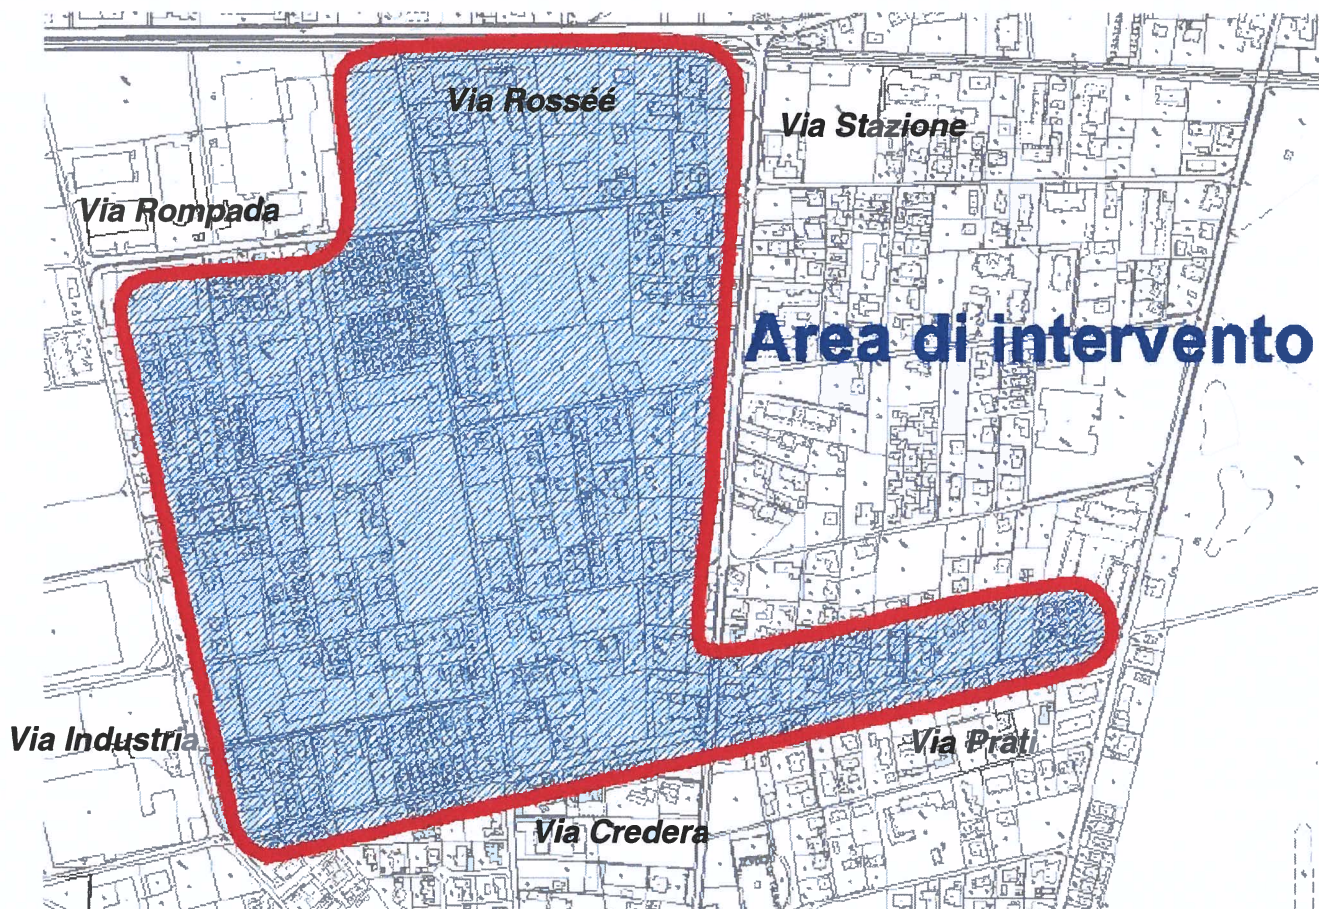 Via Rosséé
Via Stazione
Via Rompada
Area di intervento
Via Industria
Via Prati
Via Credera